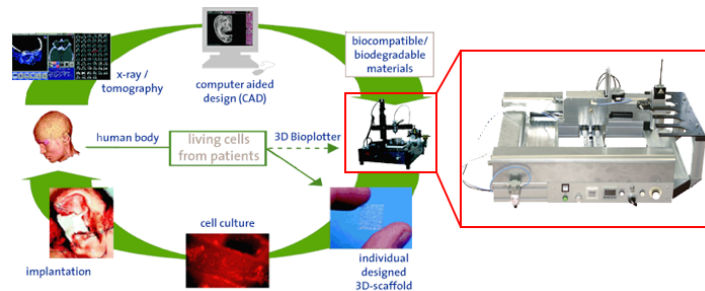 x-ray /
tomography
computer aided
design (CAD)
biocompatible/
biodegradable
materials
human body
living cells
from patients
3D Bioplotter
cell culture
implantation
individual
designed
3D-scaffold